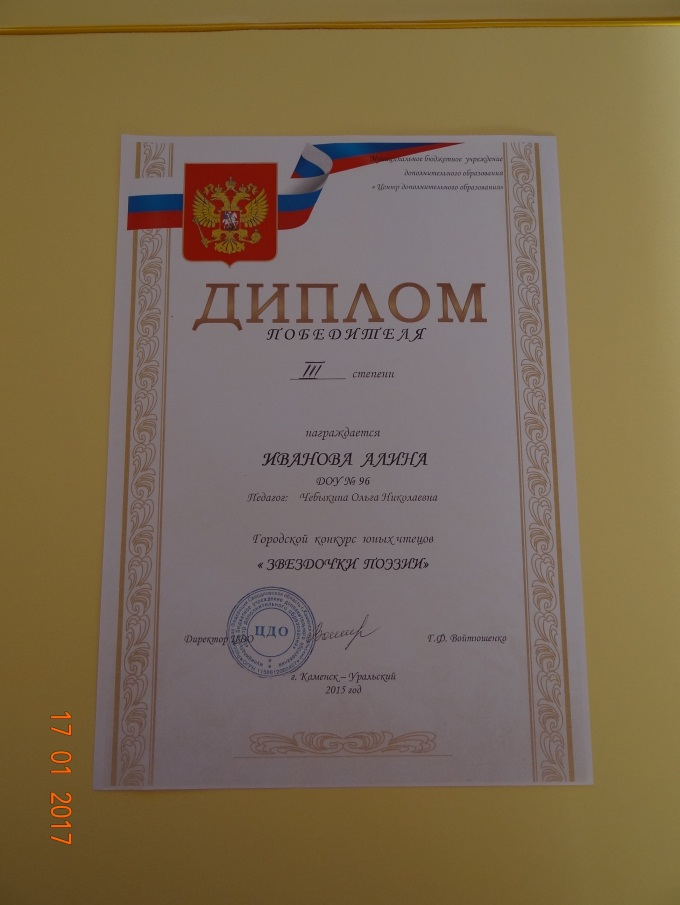 Муниципальное бюджетное учреждение
дополнительного образования
« Центр дополнительного образования»
ДИПЛОМ
ПОБЕДИТЕЛЯ
III степени
награждается
ИВАНОВА АЛИНА
ДОУ № 96
Педагог: Чебыкина Ольга Николаевна
Городской конкурс юных чтецов
« ЗВЕЗДОЧКИ ПОЭЗИИ»
ЦДО
Директор ЦДО Г.Ф. Войтюшенко
г. Каменск – Уральский
2015 год
17 01 2017